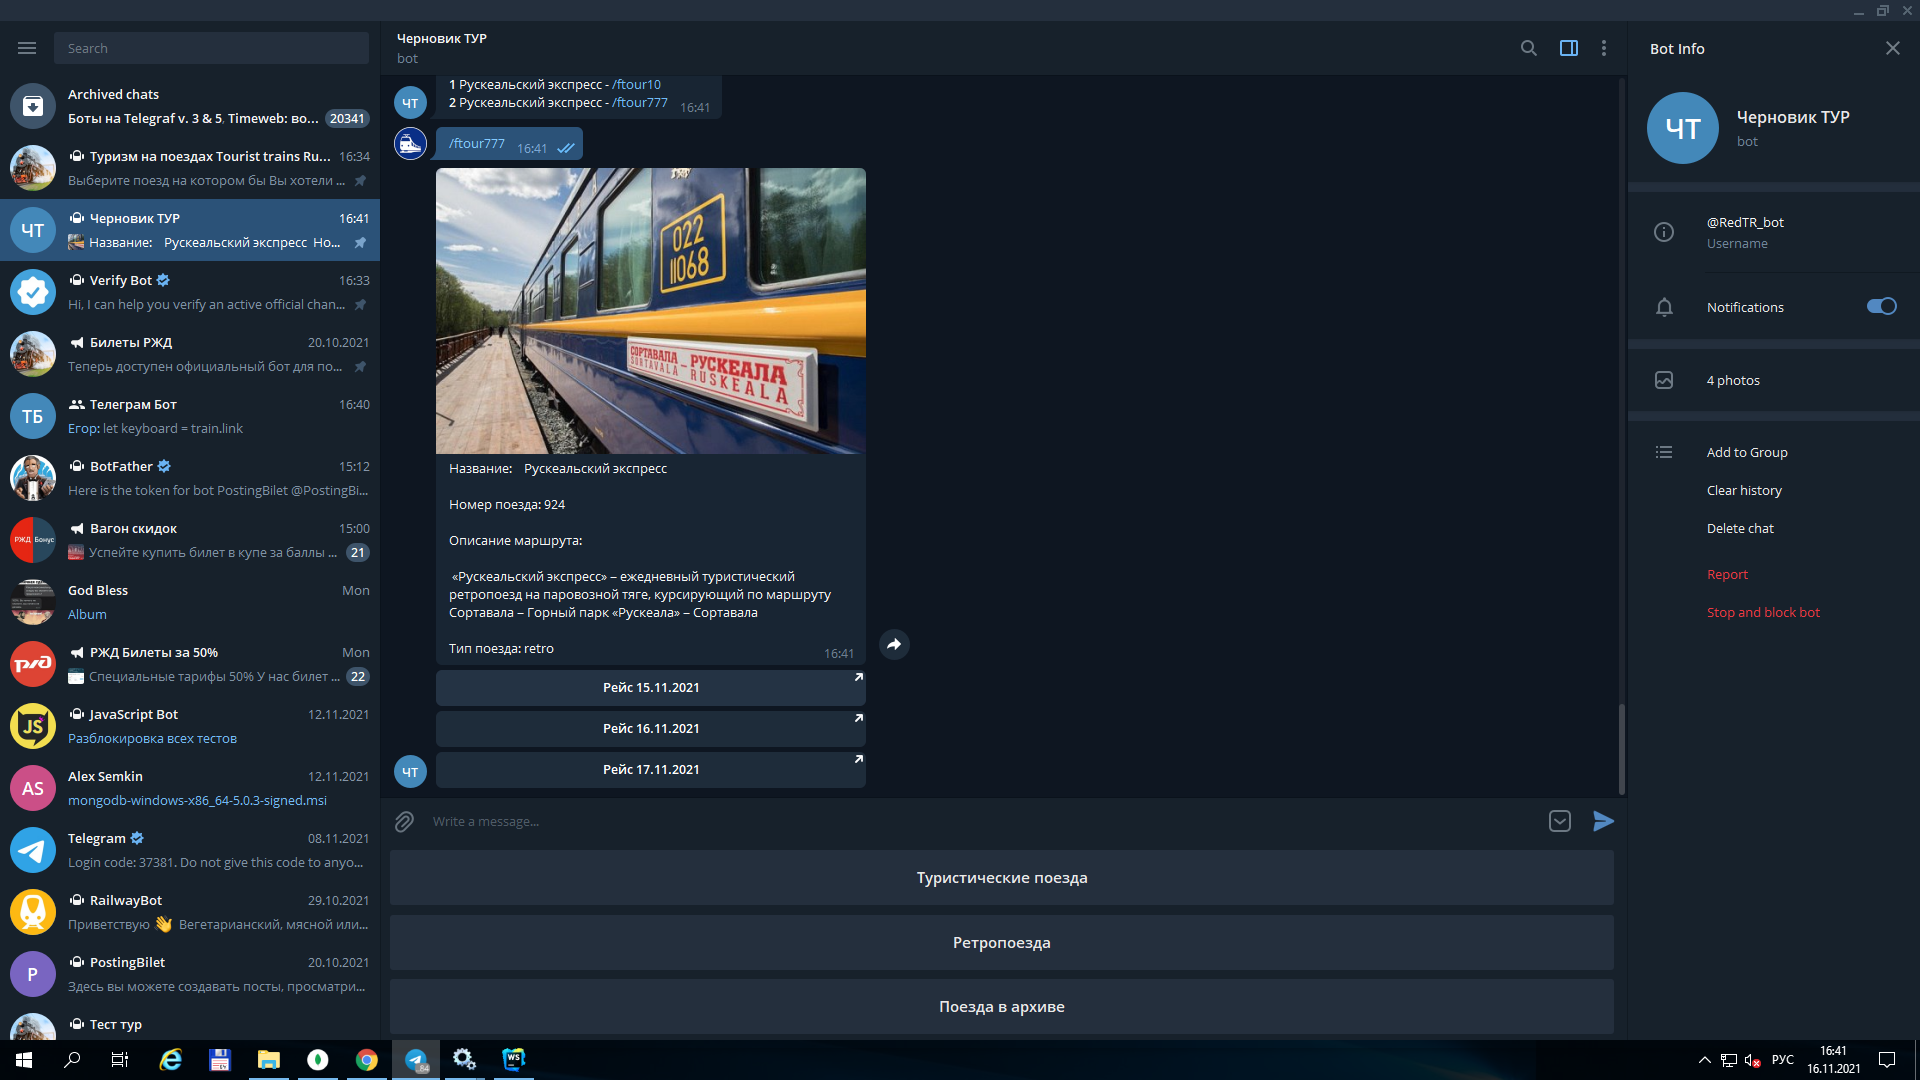 Search
Archived chats
Боты на Telegraf v. 3 & 5, Timeweb: во... 20341
Туризм на поездах Tourist trains Ru... 16:34
Выберите поезд на котором бы Вы хотели ...
Черновик ТУР 16:41
Название: Рускеальский экспресс Но...
Verify Bot 16:33
Hi, I can help you verify an active official chan...
Билеты РЖД 20.10.2021
Теперь доступен официальный бот для по...
ТБ
Телеграм Бот 16:40
Егор: let keyboard = train.link
BotFather 15:12
Here is the token for bot PostingBilet @PostingBi...
РЖД Бонус
Вагон скидок 15:00
Успейте купить билет в купе за баллы ... 21
God Bless Mon
Album
РЖД Билеты за 50% Mon
Специальные тарифы 50% У нас билет ... 22
JS
JavaScript Bot 12.11.2021
Разблокировка всех тестов
AS
Alex Semkin 12.11.2021
mongodb-windows-x86_64-5.0.3-signed.msi
Telegram 08.11.2021
Login code: 37381. Do not give this code to anyo...
RailwayBot 29.10.2021
Приветствую 👋 Вегетарианский, мясной или...
P
PostingBilet 20.10.2021
Здесь вы можете создавать посты, просматри...
Тест тур
Черновик ТУР
bot
1 Рускеальский экспресс - /ftour10
2 Рускеальский экспресс - /ftour777 16:41
ЧТ
/ftour777 16:41
022
11068
СОРТАВАЛА - РУСКЕАЛА
SORTAVALA RUSKEALA
Название: Рускеальский экспресс
Номер поезда: 924
Описание маршрута:
«Рускеальский экспресс» – ежедневный туристический
ретропоезд на паровозной тяге, курсирующий по маршруту
Сортавала – Горный парк «Рускеала» – Сортавала
Тип поезда: retro 16:41
Рейс 15.11.2021
Рейс 16.11.2021
Рейс 17.11.2021
ЧТ
Write a message...
Туристические поезда
Ретропоезда
Поезда в архиве
Bot Info
ЧТ
Черновик ТУР
bot
@RedTR_bot
Username
Notifications
4 photos
Add to Group
Clear history
Delete chat
Report
Stop and block bot
84
WS
РУС
16:41
16.11.2021